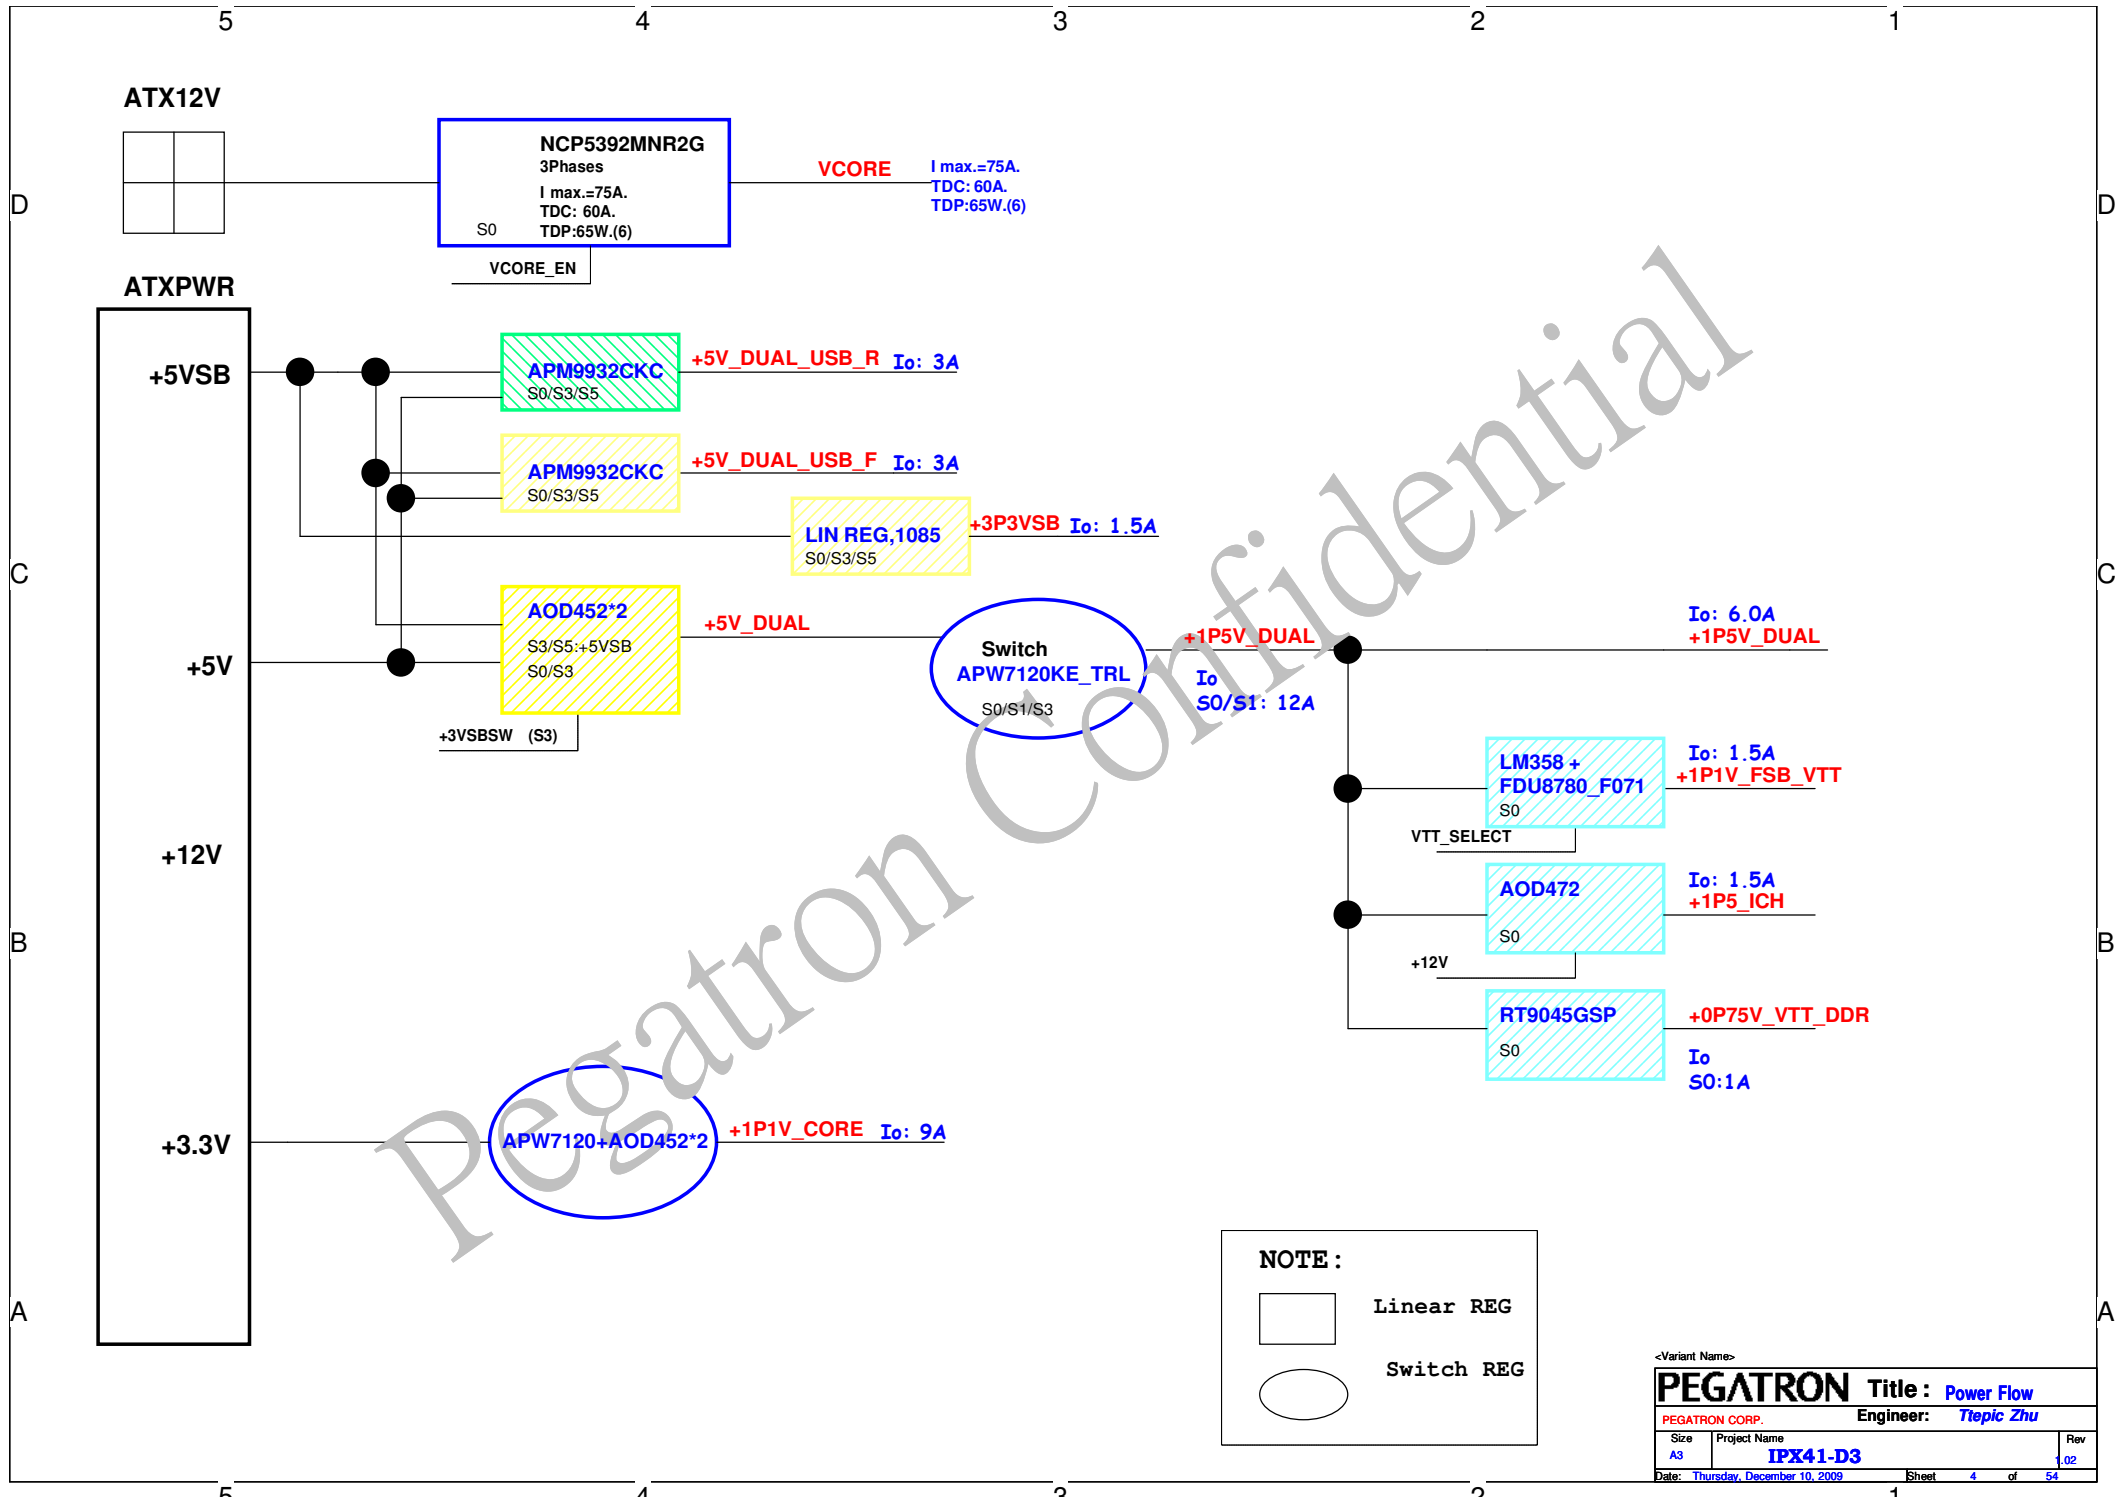 5 4 3 2 1
D D
C C
B B
A A
ATX12V
NCP5392MNR2G
3Phases
I max.=75A.
TDC: 60A.
TDP:65W.(6)
S0
VCORE
I max.=75A.
TDC: 60A.
TDP:65W.(6)
VCORE_EN
ATXPWR
+5VSB
APM9932CKC
S0/S3/S5
+5V_DUAL_USB_R Io: 3A
APM9932CKC
S0/S3/S5
+5V_DUAL_USB_F Io: 3A
LIN REG,1085
S0/S3/S5
+3P3VSB Io: 1.5A
+5V
AOD452*2
S3/S5:+5VSB
S0/S3
+5V_DUAL
+3VSBSW (S3)
Switch
APW7120KE_TRL
S0/S1/S3
+1P5V_DUAL
Io
S0/S1: 12A
Io: 6.0A
+1P5V_DUAL
LM358 +
FDU8780_F071
S0
Io: 1.5A
+1P1V_FSB_VTT
VTT_SELECT
+12V
AOD472
S0
Io: 1.5A
+1P5_ICH
+12V
RT9045GSP
S0
+0P75V_VTT_DDR
Io
S0:1A
+3.3V
APW7120+AOD452*2
+1P1V_CORE Io: 9A
Pegatron Confidential
NOTE:
Linear REG
Switch REG
<Variant Name>
PEGATRON Title : Power Flow
PEGATRON CORP. Engineer: Ttepic Zhu
Size Project Name Rev
A3 IPX41-D3 1.02
Date: Thursday, December 10, 2009 Sheet 4 of 54
5 4 3 2 1